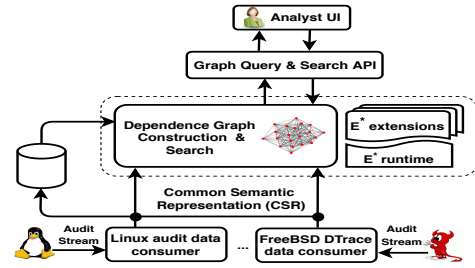 Analyst UI
Graph Query & Search API
Dependence Graph
Construction &
Search
E* extensions
E* runtime
Common Semantic
Representation (CSR)
Audit
Stream
Linux audit data
consumer
...
FreeBSD DTrace
data consumer
Audit
Stream